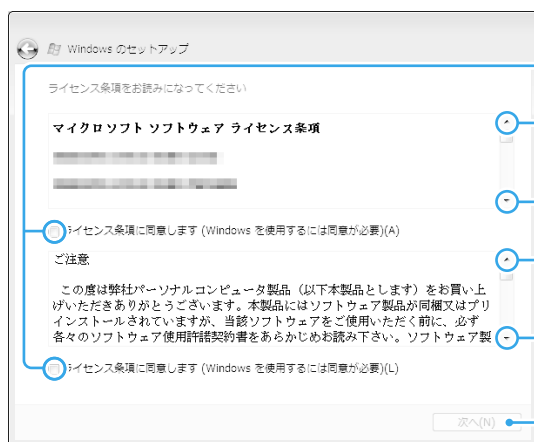 Windows のセットアップ
ライセンス条項をお読みになってください
マイクロソフト ソフトウェア ライセンス条項
ライセンス条項に同意します (Windows を使用するには同意が必要)(A)
ご注意
この度は弊社パーソナルコンピュータ製品（以下本製品とします）をお買い上
げいただきありがとうございます。本製品にはソフトウェア製品が同梱又はプリ
インストールされていますが、当該ソフトウェアをご使用いただく前に、必ず
各々のソフトウェア使用許諾契約書をあらかじめお読み下さい。ソフトウェア製
ライセンス条項に同意します (Windows を使用するには同意が必要)(L)
次へ(N)